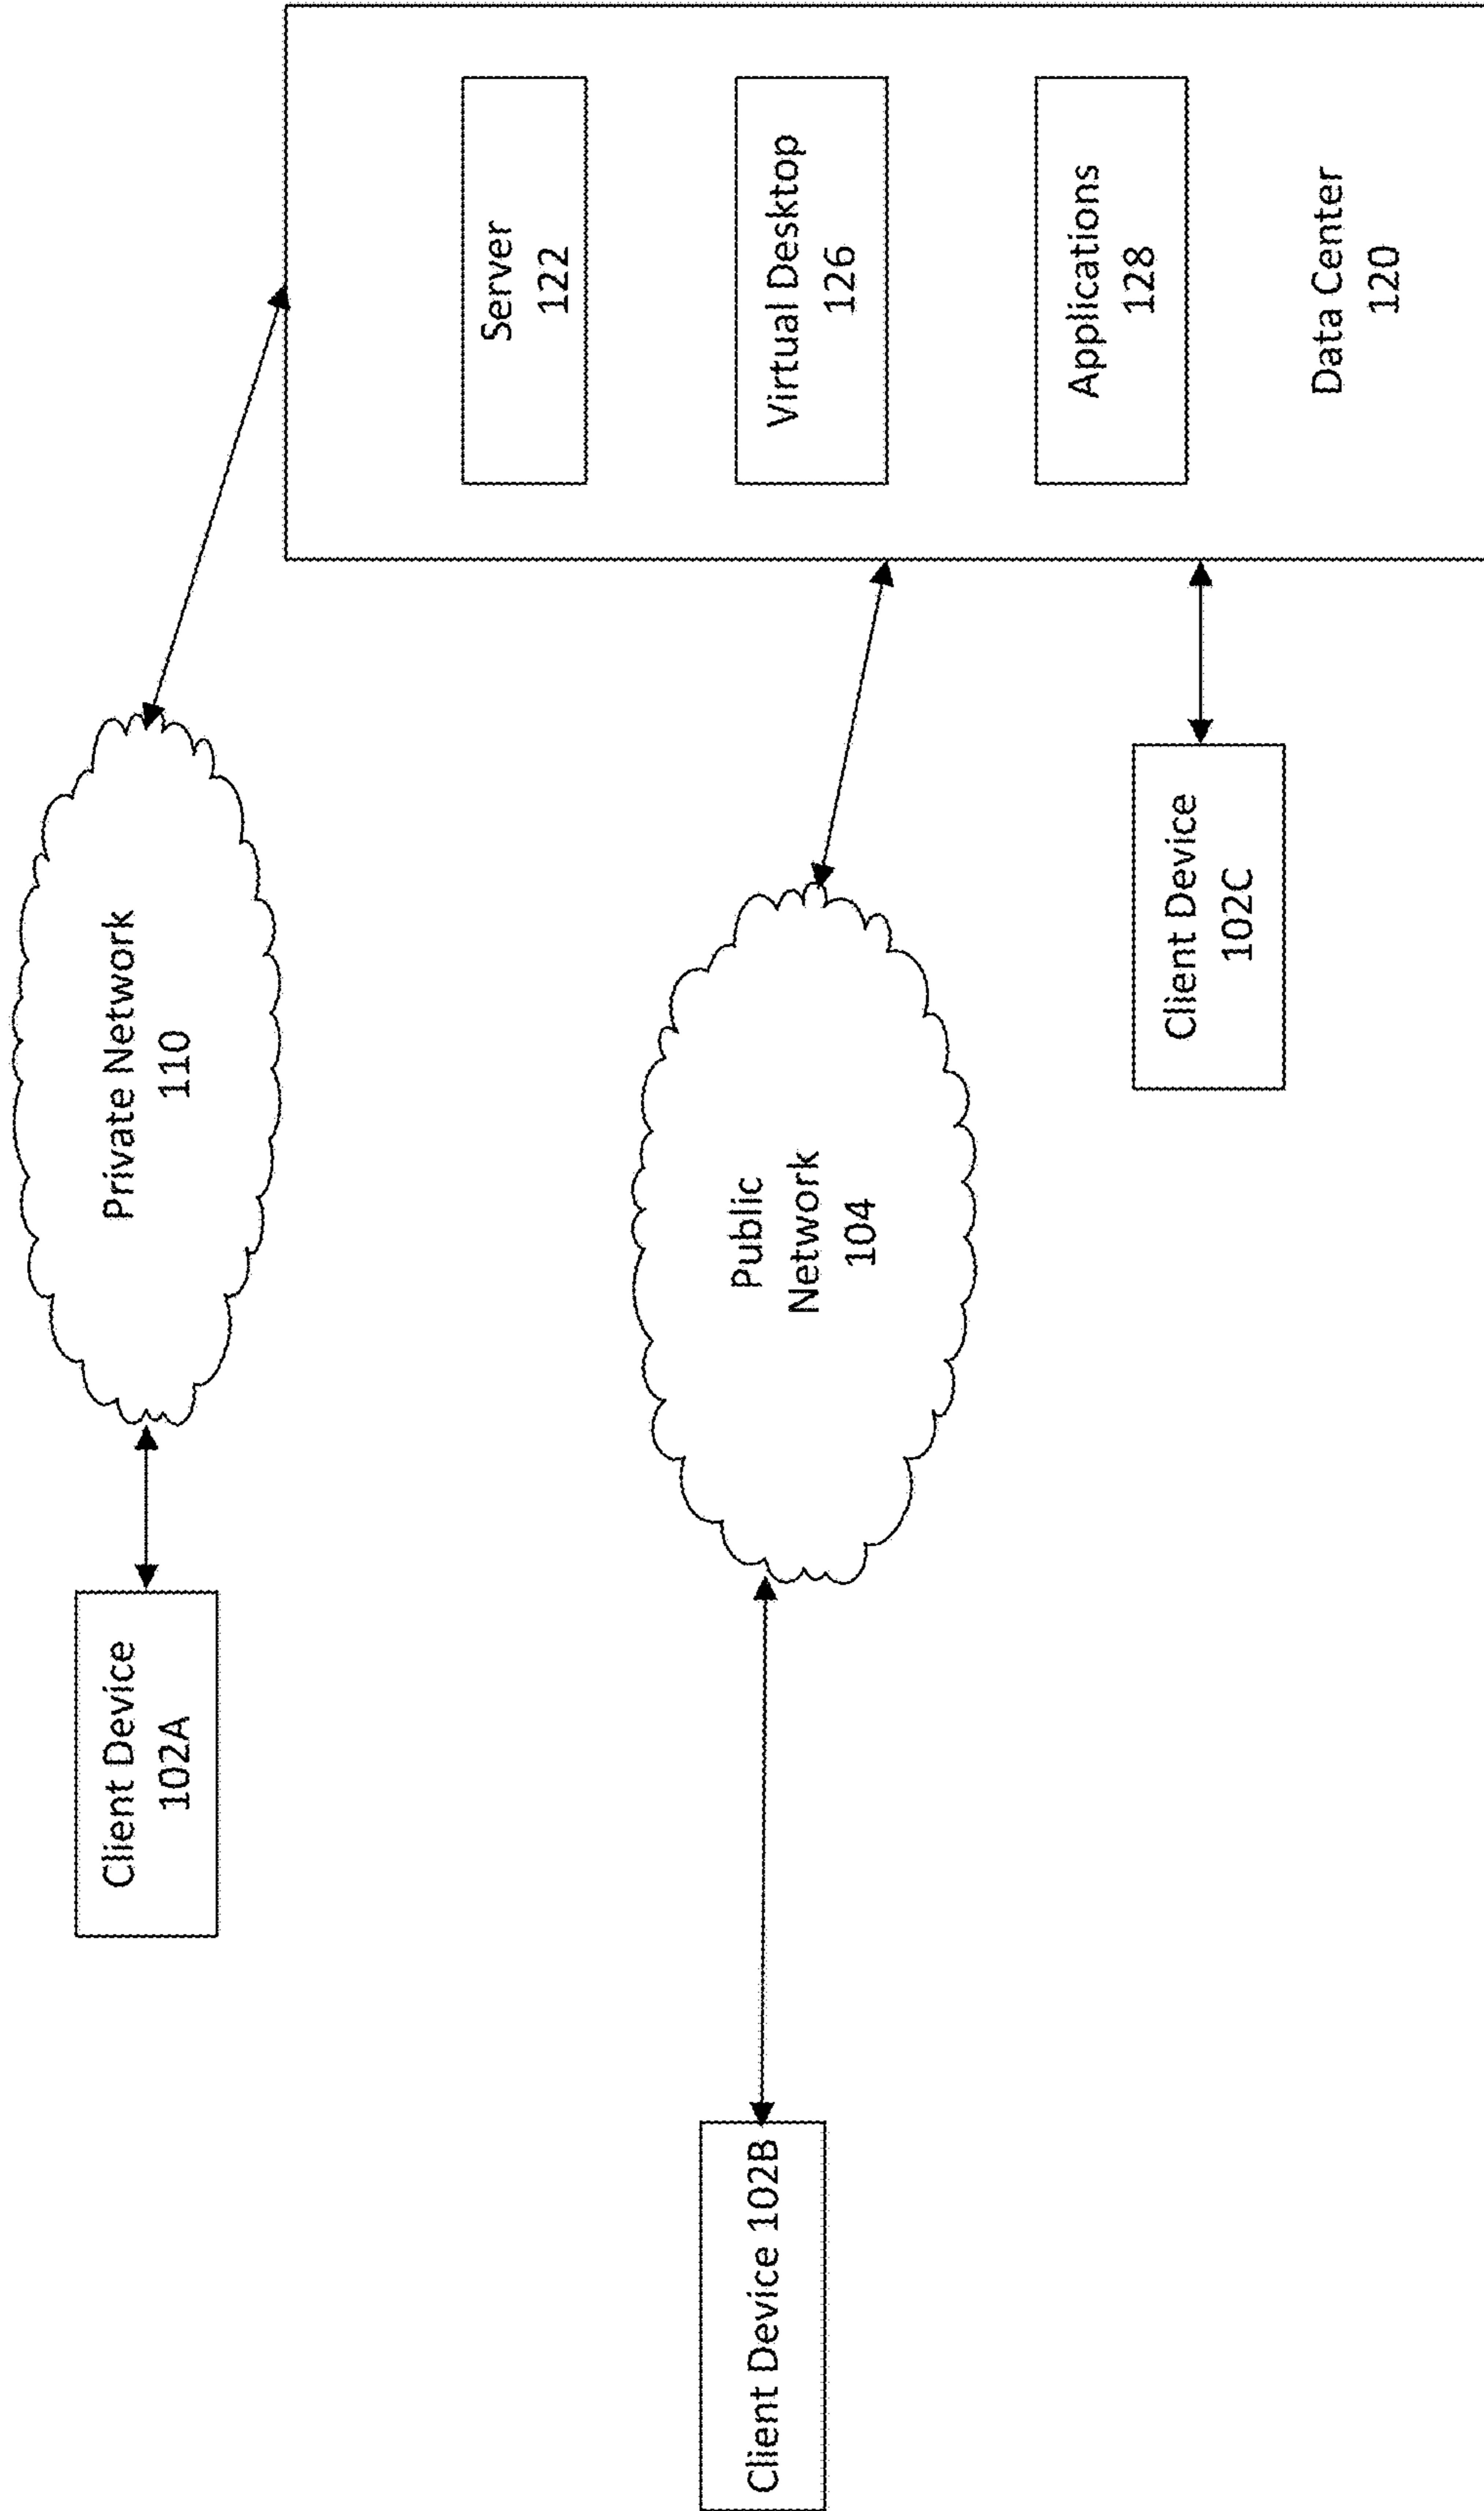 Private Network
110
Client Device
102A
Server
122
Public
Network
104
Client Device 102B
Virtual Desktop
126
Client Device
102C
Applications
128
Data Center
120